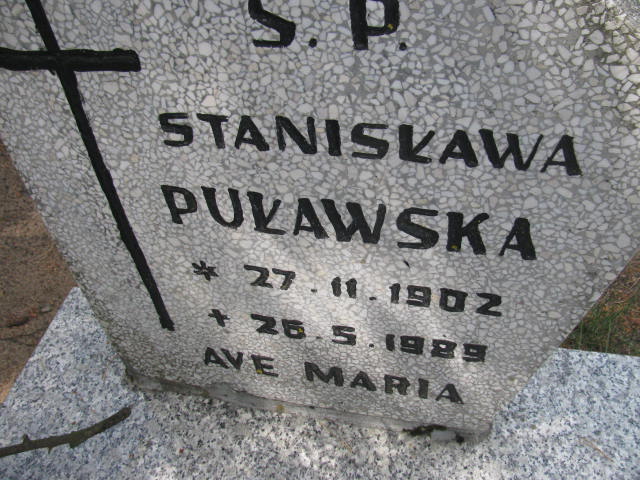 S. P.
STANISŁAWA
PUŁAWSKA
* 27.11.1902
+ 26.5.1989
AVE MARIA